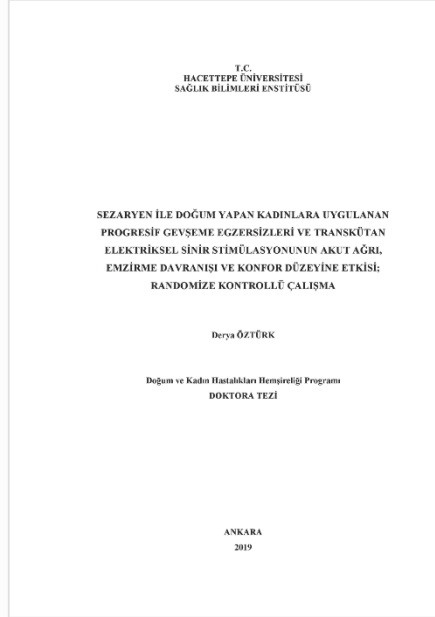 T.C.
HACETTEPE ÜNİVERSİTESİ
SAĞLIK BİLİMLERİ ENSTİTÜSÜ
SEZARYEN İLE DOĞUM YAPAN KADINLARA UYGULANAN
PROGRESİF GEVŞEME EGZERSİZLERİ VE TRANSKÜTAN
ELEKTRİKSEL SİNİR STİMÜLASYONUNUN AKUT AĞRI,
EMZİRME DAVRANIŞI VE KONFOR DÜZEYİNE ETKİSİ;
RANDOMİZE KONTROLLÜ ÇALIŞMA
Derya ÖZTÜRK
Doğum ve Kadın Hastalıkları Hemşireliği Programı
DOKTORA TEZİ
ANKARA
2019